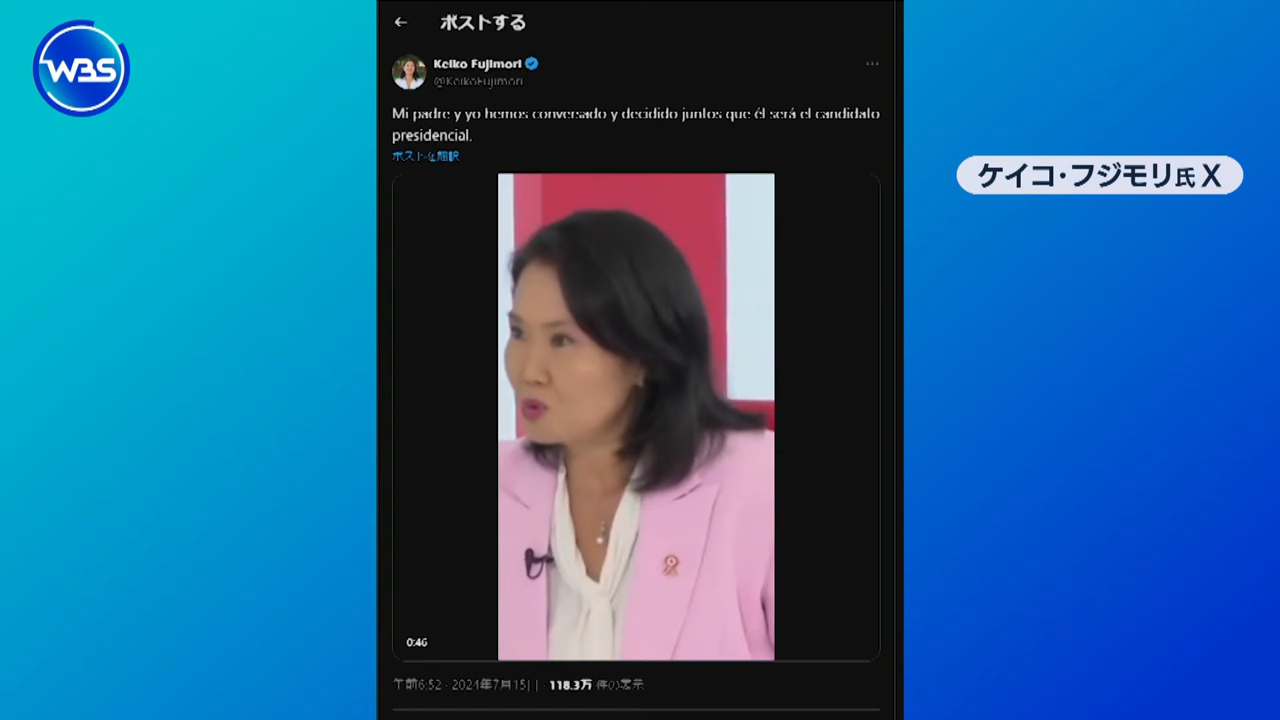 WBS
ポストする
Keiko Fujimori
@KeikoFujimori
Mi padre y yo hemos conversado y decidido juntos que él será el candidato
presidencial.
ポストを翻訳
ケイコ・フジモリ氏 X
0:46
午前6:52 · 2024年7月15日 · 118.3万 件の表示